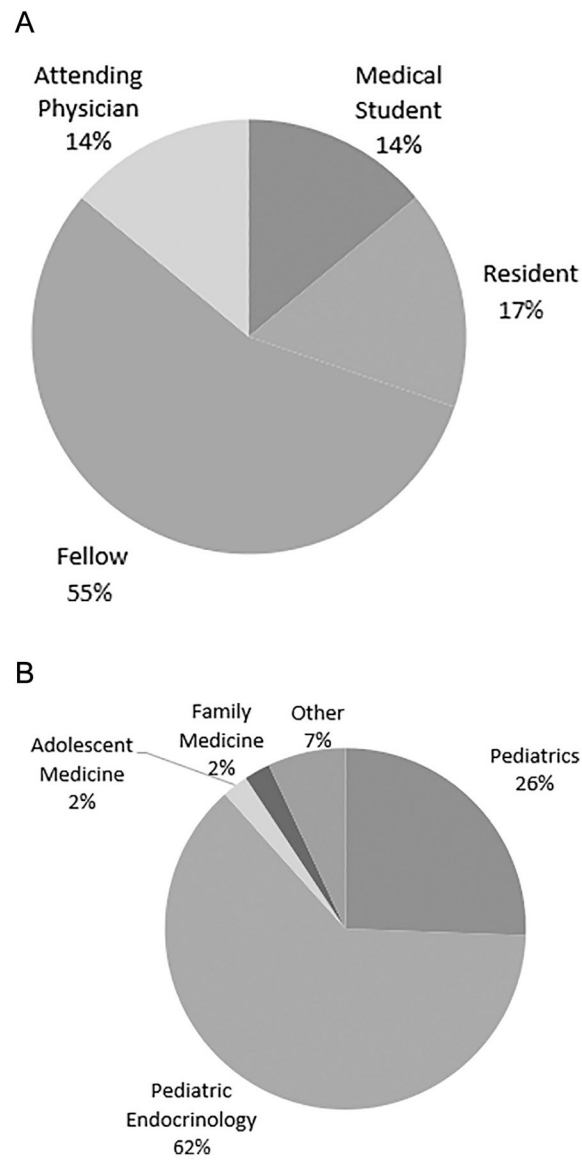 A
Attending
Physician
14%
Medical
Student
14%
Resident
17%
Fellow
55%
B
Adolescent
Medicine
2%
Family
Medicine
2%
Other
7%
Pediatrics
26%
Pediatric
Endocrinology
62%